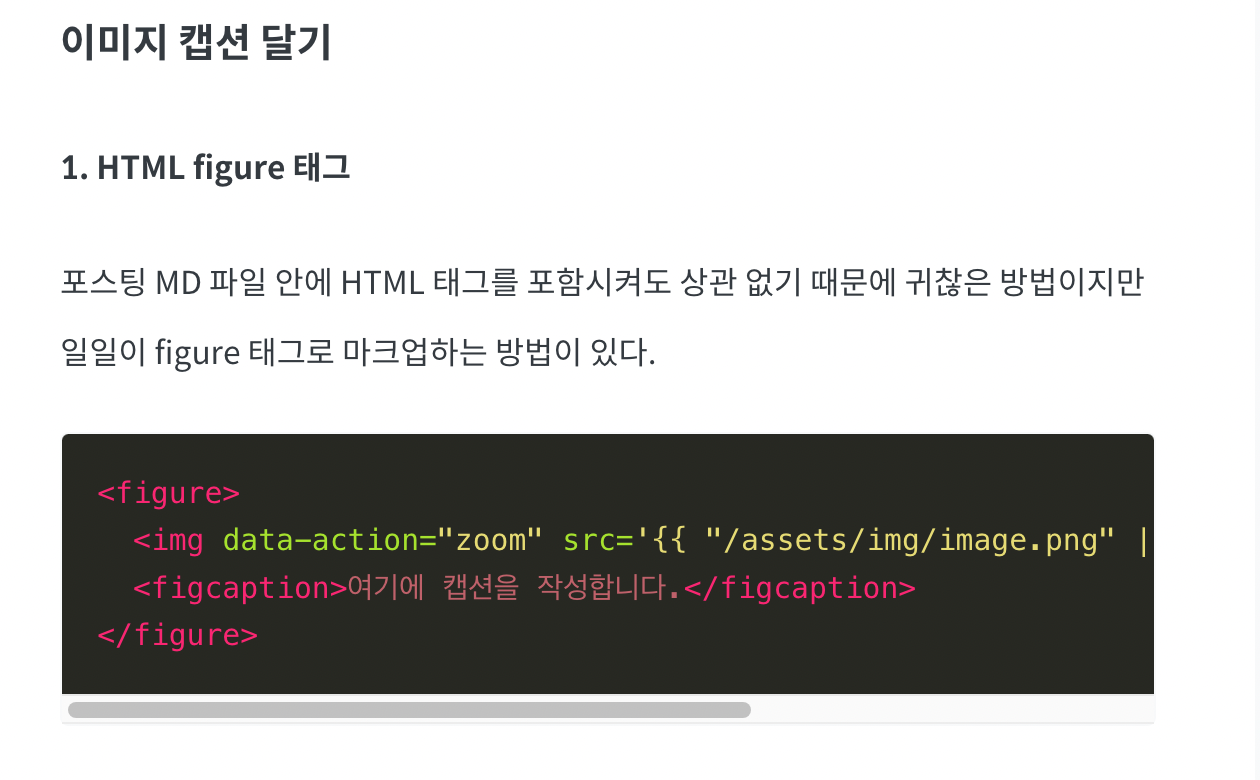 이미지 캡션 달기
1. HTML figure 태그
포스팅 MD 파일 안에 HTML 태그를 포함시켜도 상관 없기 때문에 귀찮은 방법이지만
일일이 figure 태그로 마크업하는 방법이 있다.
<figure>
  <img data-action="zoom" src='{{ "/assets/img/image.png" |
  <figcaption>여기에 캡션을 작성합니다.</figcaption>
</figure>